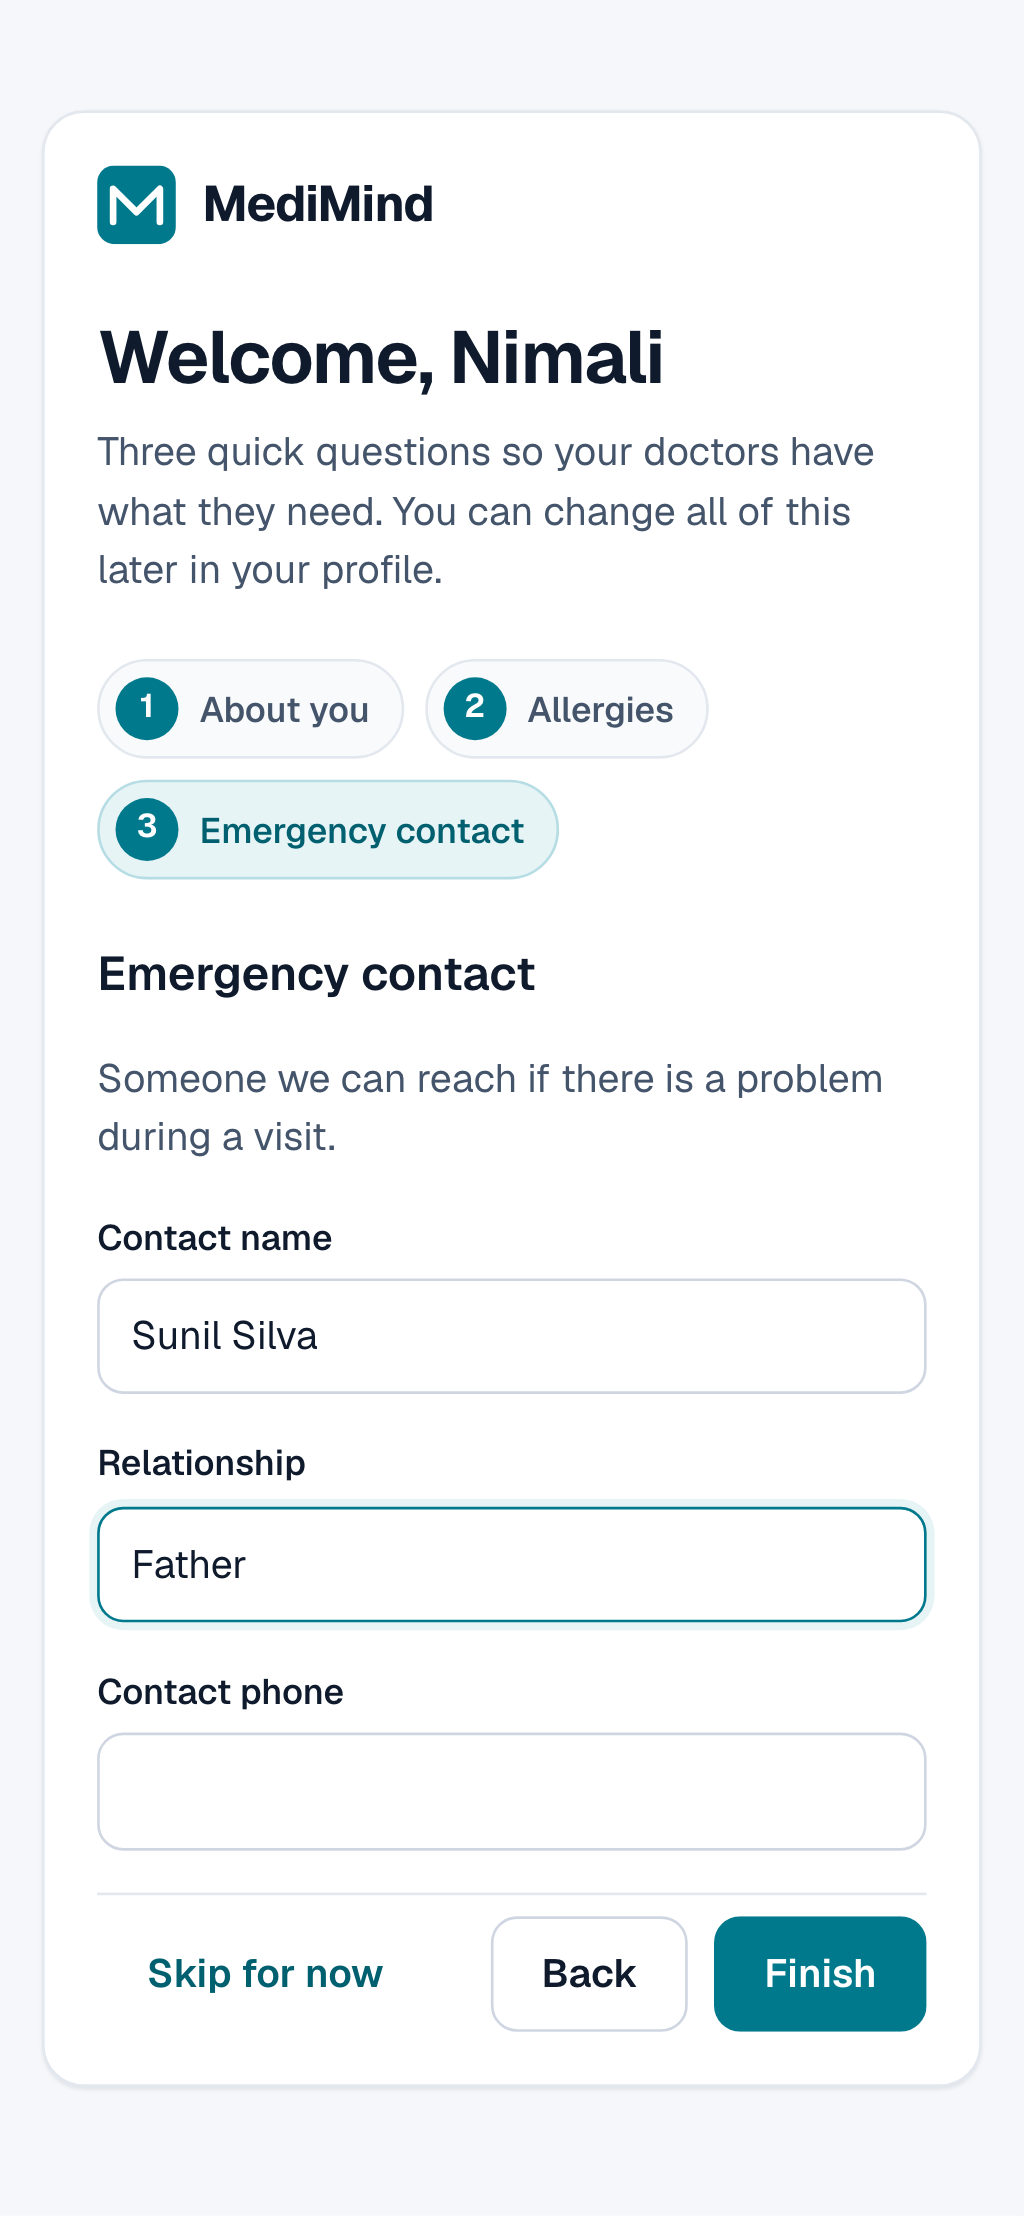 MediMind
Welcome, Nimali
Three quick questions so your doctors have
what they need. You can change all of this
later in your profile.
1 About you
2 Allergies
3 Emergency contact
Emergency contact
Someone we can reach if there is a problem
during a visit.
Contact name
Sunil Silva
Relationship
Father
Contact phone
Skip for now
Back
Finish